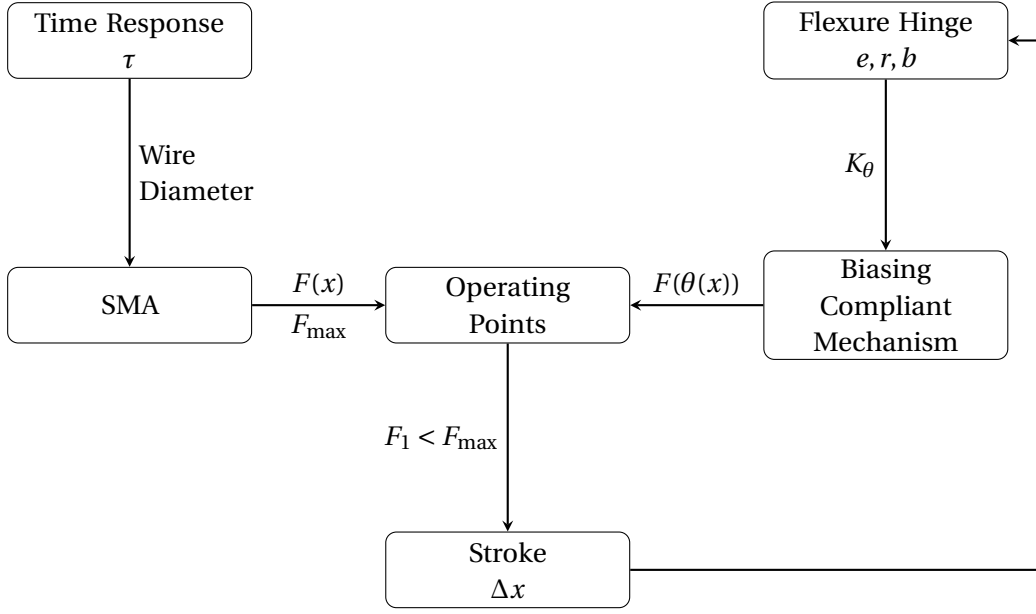 Time Response
τ
Flexure Hinge
e, r, b
Wire
Diameter
K_θ
SMA
F(x)
F_max
Operating
Points
F(θ(x))
Biasing
Compliant
Mechanism
F_1 < F_max
Stroke
Δx